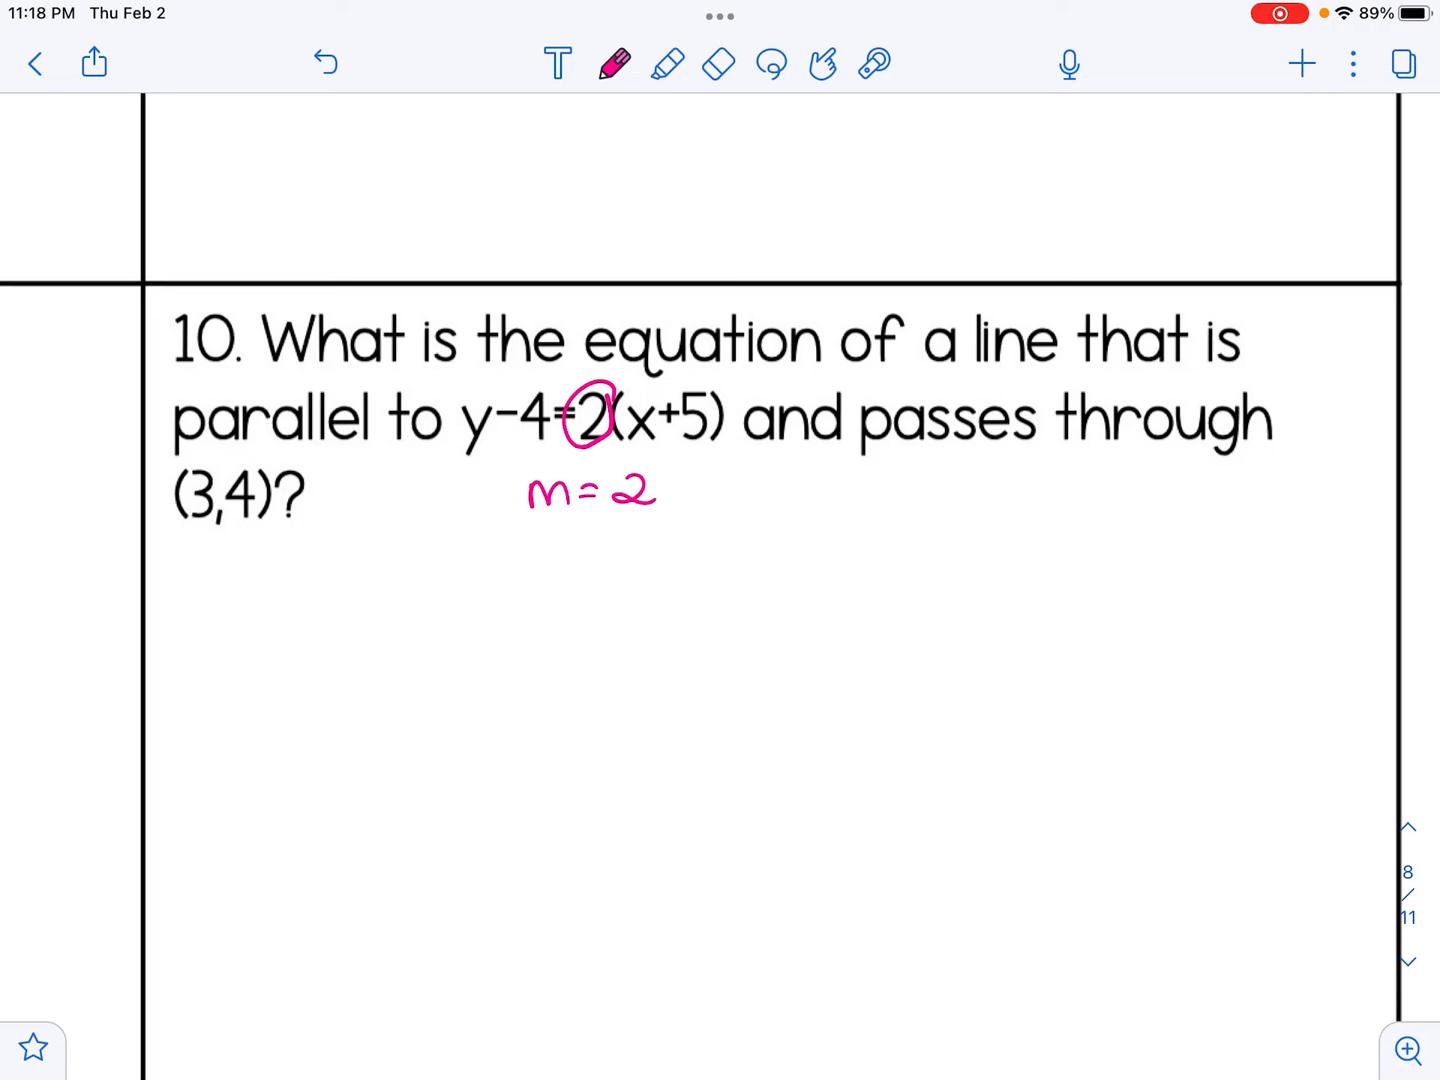 11:18 PM Thu Feb 2
89%
T
10. What is the equation of a line that is
parallel to y-4=2(x+5) and passes through
(3,4)?
m = 2
8
/
11